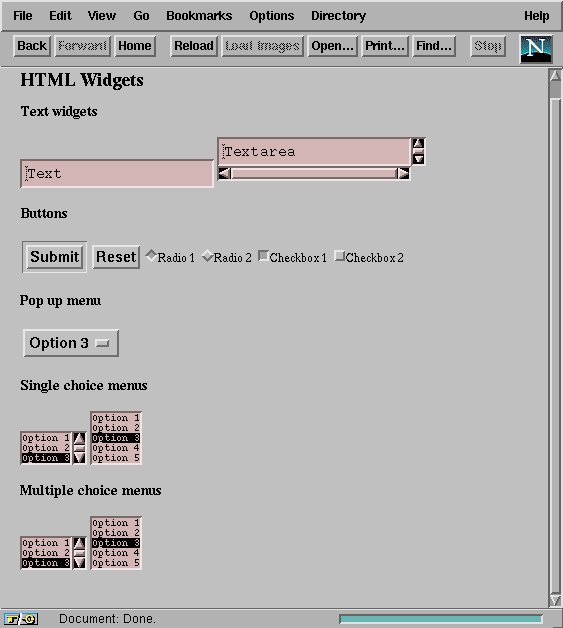 File Edit View Go Bookmarks Options Directory Help
Back Forward Home Reload Load Images Open... Print... Find... Stop N
HTML Widgets
Text widgets
Textarea
Text
Buttons
Submit Reset Radio 1 Radio 2 Checkbox 1 Checkbox 2
Pop up menu
Option 3
Single choice menus
Option 1
Option 2
Option 3
Option 1
Option 2
Option 3
Option 4
Option 5
Multiple choice menus
Option 1
Option 2
Option 3
Option 1
Option 2
Option 3
Option 4
Option 5
Document: Done.